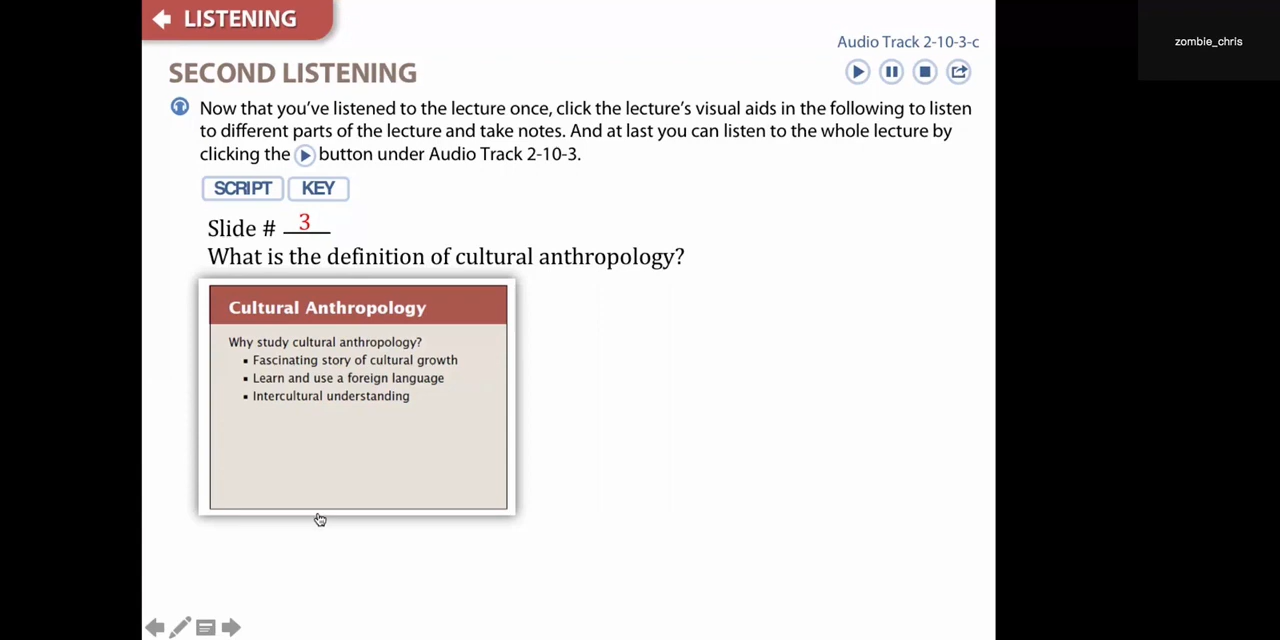 LISTENING
zombie_chris
Audio Track 2-10-3-c
SECOND LISTENING
Now that you've listened to the lecture once, click the lecture's visual aids in the following to listen
to different parts of the lecture and take notes. And at last you can listen to the whole lecture by
clicking the button under Audio Track 2-10-3.
SCRIPT KEY
Slide # 3
What is the definition of cultural anthropology?
Cultural Anthropology
Why study cultural anthropology?
▪ Fascinating story of cultural growth
▪ Learn and use a foreign language
▪ Intercultural understanding